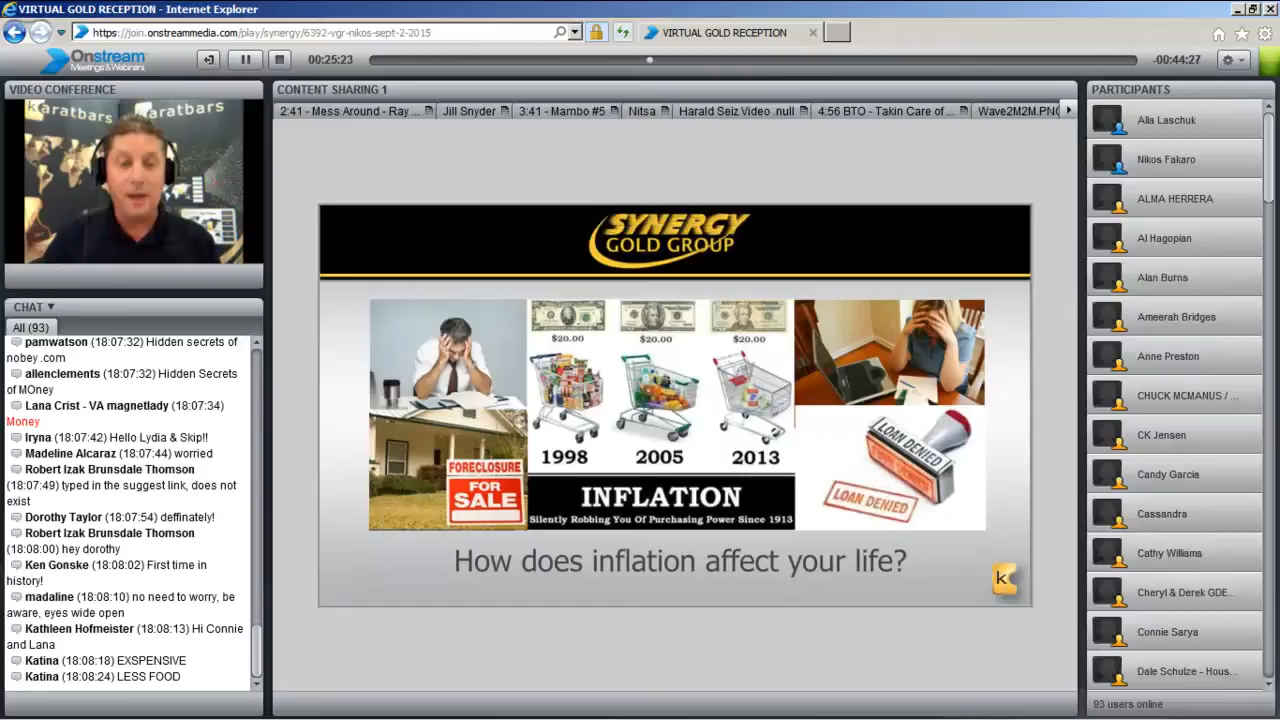 VIRTUAL GOLD RECEPTION - Internet Explorer
https://join.onstreammedia.com/play/synergy/6392-vgr-nikos-sept-2-2015
VIRTUAL GOLD RECEPTION
Onstream
Meetings & Webinars
00:25:23
-00:44:27
VIDEO CONFERENCE
karatbars
karatbars
CHAT ▼
All (93)
pamwatson (18:07:32) Hidden secrets of
nobey .com
allenclements (18:07:32) Hidden Secrets
of MOney
Lana Crist - VA magnetlady (18:07:34)
Money
Iryna (18:07:42) Hello Lydia & Skip!!
Madeline Alcaraz (18:07:44) worried
Robert Izak Brunsdale Thomson
(18:07:49) typed in the suggest link, does not
exist
Dorothy Taylor (18:07:54) deffinately!
Robert Izak Brunsdale Thomson
(18:08:00) hey dorothy
Ken Gonske (18:08:02) First time in
history!
madaline (18:08:10) no need to worry, be
aware, eyes wide open
Kathleen Hofmeister (18:08:13) Hi Connie
and Lana
Katina (18:08:18) EXSPENSIVE
Katina (18:08:24) LESS FOOD
CONTENT SHARING 1
2:41 - Mess Around - Ray ...
Jill Snyder
3:41 - Mambo #5
Nitsa
Harald Seiz Video .null
4:56 BTO - Takin Care of ...
Wave2M2M.PNG
SYNERGY
GOLD GROUP
$20.00
$20.00
$20.00
1998
2005
2013
FORECLOSURE
FOR
SALE
INFLATION
Silently Robbing You Of Purchasing Power Since 1913
LOAN DENIED
LOAN DENIED
How does inflation affect your life?
k
PARTICIPANTS
Alla Laschuk
Nikos Fakaro
ALMA HERRERA
Al Hagopian
Alan Burns
Ameerah Bridges
Anne Preston
CHUCK MCMANUS / ...
CK Jensen
Candy Garcia
Cassandra
Cathy Williams
Cheryl & Derek GDE...
Connie Sarya
Dale Schulze - Hous...
93 users online